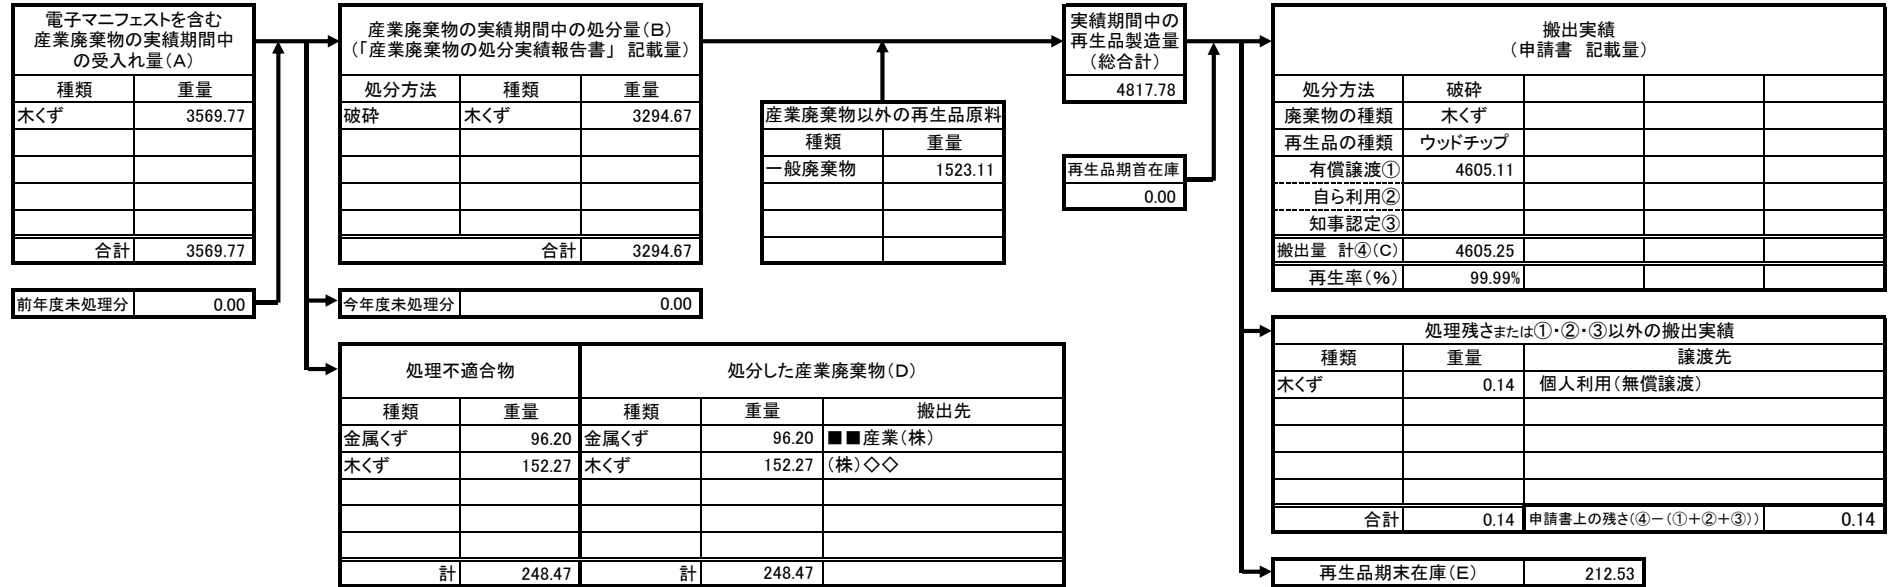 電子マニフェストを含む
産業廃棄物の実績期間中
の受入れ量(A)
種類 重量
木くず 3569.77
合計 3569.77
前年度未処理分 0.00
産業廃棄物の実績期間中の処分量(B)
(「産業廃棄物の処分実績報告書」 記載量)
処分方法 種類 重量
破砕 木くず 3294.67
合計 3294.67
今年度未処理分 0.00
処理不適合物 処分した産業廃棄物(D)
種類 重量 種類 重量 搬出先
金属くず 96.20 金属くず 96.20 ■■産業(株)
木くず 152.27 木くず 152.27 (株)◇◇
計 248.47 計 248.47
産業廃棄物以外の再生品原料
種類 重量
一般廃棄物 1523.11
実績期間中の
再生品製造量
(総合計)
4817.78
再生品期首在庫
0.00
搬出実績
(申請書 記載量)
処分方法 破砕
廃棄物の種類 木くず
再生品の種類 ウッドチップ
有償譲渡① 4605.11
自ら利用②
知事認定③
搬出量 計④(C) 4605.25
再生率(%) 99.99%
処理残さまたは①・②・③以外の搬出実績
種類 重量 譲渡先
木くず 0.14 個人利用(無償譲渡)
合計 0.14 申請書上の残さ(④-(①+②+③)) 0.14
再生品期末在庫(E) 212.53